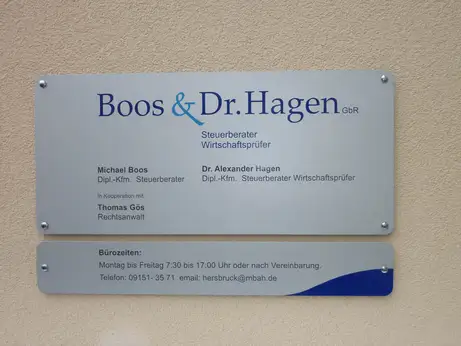 Boos & Dr. Hagen GbR
Steuerberater
Wirtschaftsprüfer
Michael Boos
Dipl.-Kfm. Steuerberater
Dr. Alexander Hagen
Dipl.-Kfm. Steuerberater Wirtschaftsprüfer
in Kooperation mit
Thomas Gös
Rechtsanwalt
Bürozeiten:
Montag bis Freitag 7:30 bis 17:00 Uhr oder nach Vereinbarung.
Telefon: 09151- 35 71 email: hersbruck@mbah.de